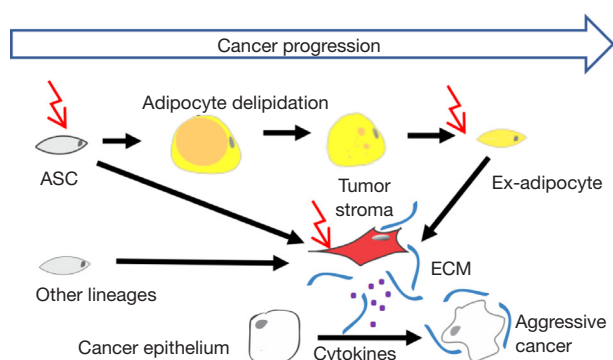 Cancer progression
Adipocyte delipidation
ASC
Tumor
stroma
Ex-adipocyte
ECM
Other lineages
Cancer epithelium
Cytokines
Aggressive
cancer